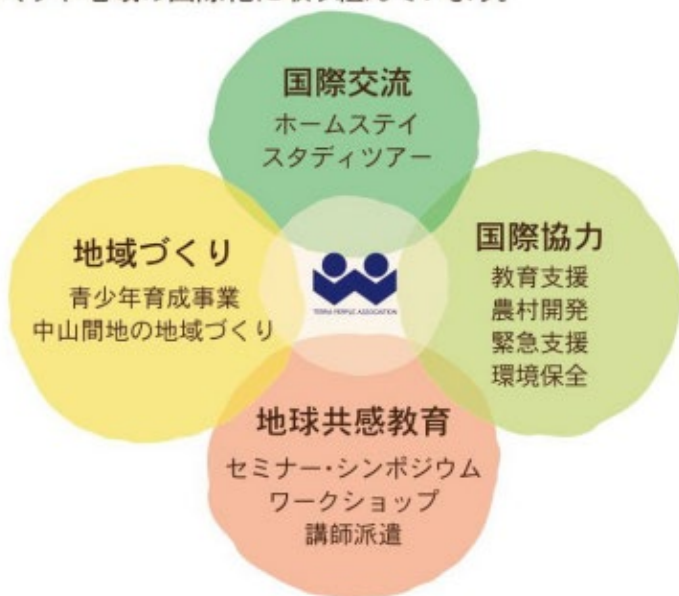 国際交流
ホームステイ
スタディツアー
地域づくり
青少年育成事業
中山間地の地域づくり
国際協力
教育支援
農村開発
緊急支援
環境保全
TERRA PEOPLE ASSOCIATION
地球共感教育
セミナー・シンポジウム
ワークショップ
講師派遣